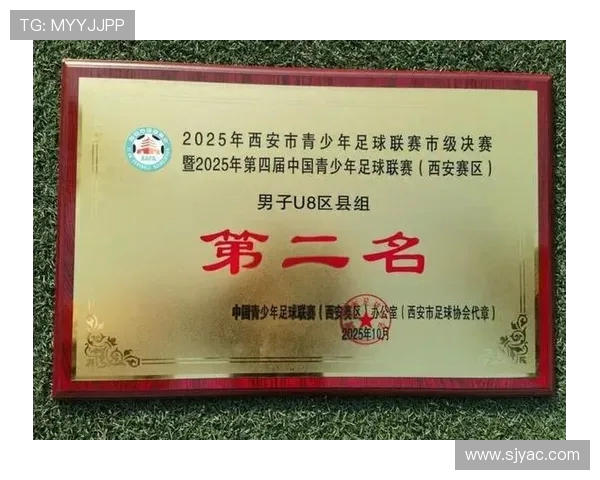 TG: MYYJJPP
2025年西安市青少年足球联赛市级决赛
暨2025年第四届中国青少年足球联赛（西安赛区）
男子U8区县组
第二名
中国青少年足球联赛（西安赛区）办公室（西安市足球协会代章）
2025年10月
www.sjyac.com